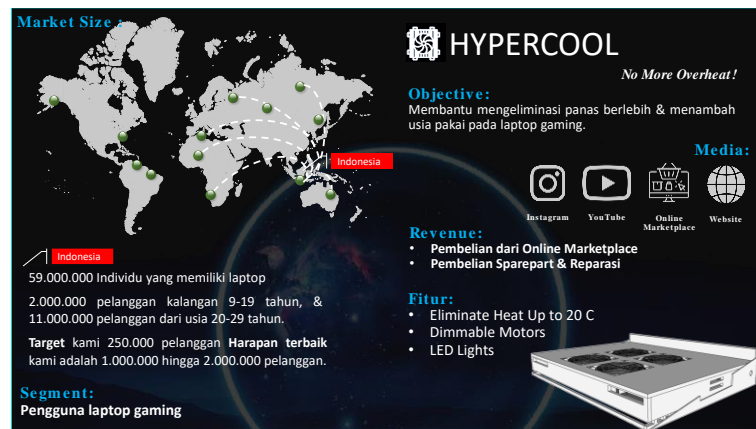 Market Size :
Indonesia
Indonesia
59.000.000 Individu yang memiliki laptop
2.000.000 pelanggan kalangan 9-19 tahun, &
11.000.000 pelanggan dari usia 20-29 tahun.
Target kami 250.000 pelanggan Harapan terbaik
kami adalah 1.000.000 hingga 2.000.000 pelanggan.
Segment:
Pengguna laptop gaming
HYPERCOOL
No More Overheat!
Objective:
Membantu mengeliminasi panas berlebih & menambah
usia pakai pada laptop gaming.
Media:
Instagram
YouTube
Online
Marketplace
Website
Revenue:
• Pembelian dari Online Marketplace
• Pembelian Sparepart & Reparasi
Fitur:
• Eliminate Heat Up to 20 C
• Dimmable Motors
• LED Lights